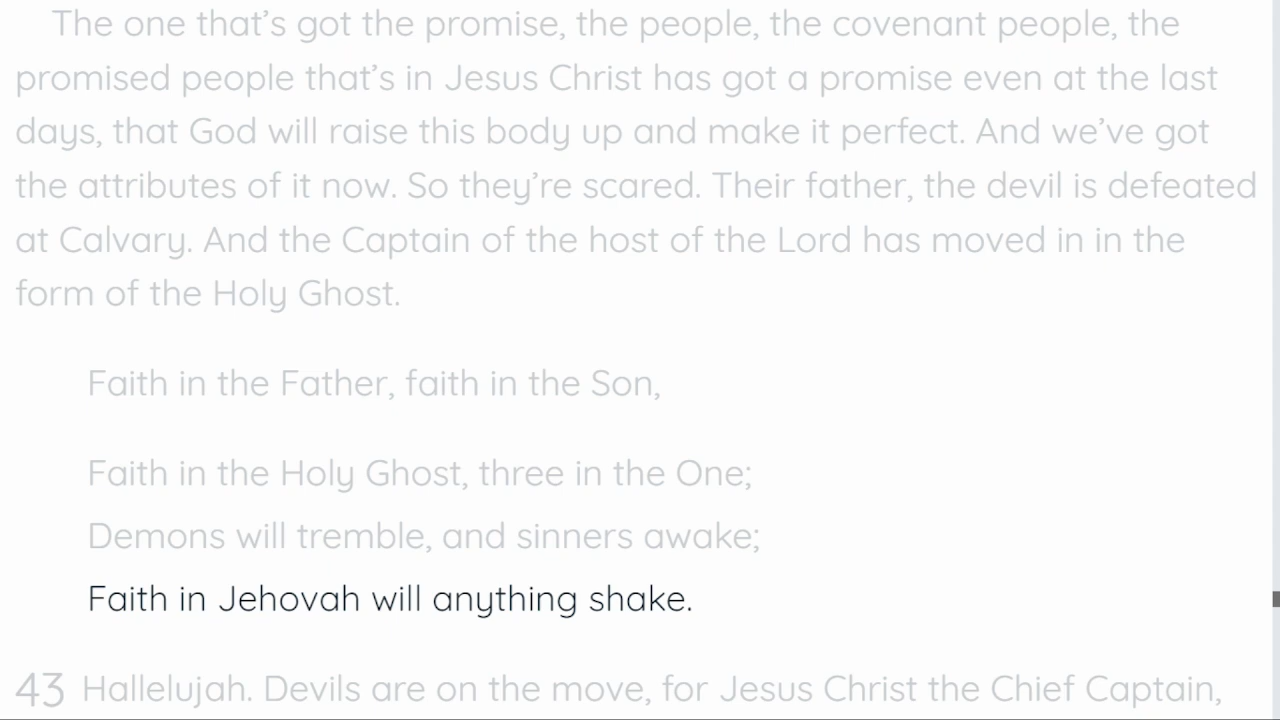 The one that’s got the promise, the people, the covenant people, the
promised people that’s in Jesus Christ has got a promise even at the last
days, that God will raise this body up and make it perfect. And we’ve got
the attributes of it now. So they’re scared. Their father, the devil is defeated
at Calvary. And the Captain of the host of the Lord has moved in in the
form of the Holy Ghost.
Faith in the Father, faith in the Son,
Faith in the Holy Ghost, three in the One;
Demons will tremble, and sinners awake;
Faith in Jehovah will anything shake.
43 Hallelujah. Devils are on the move, for Jesus Christ the Chief Captain,